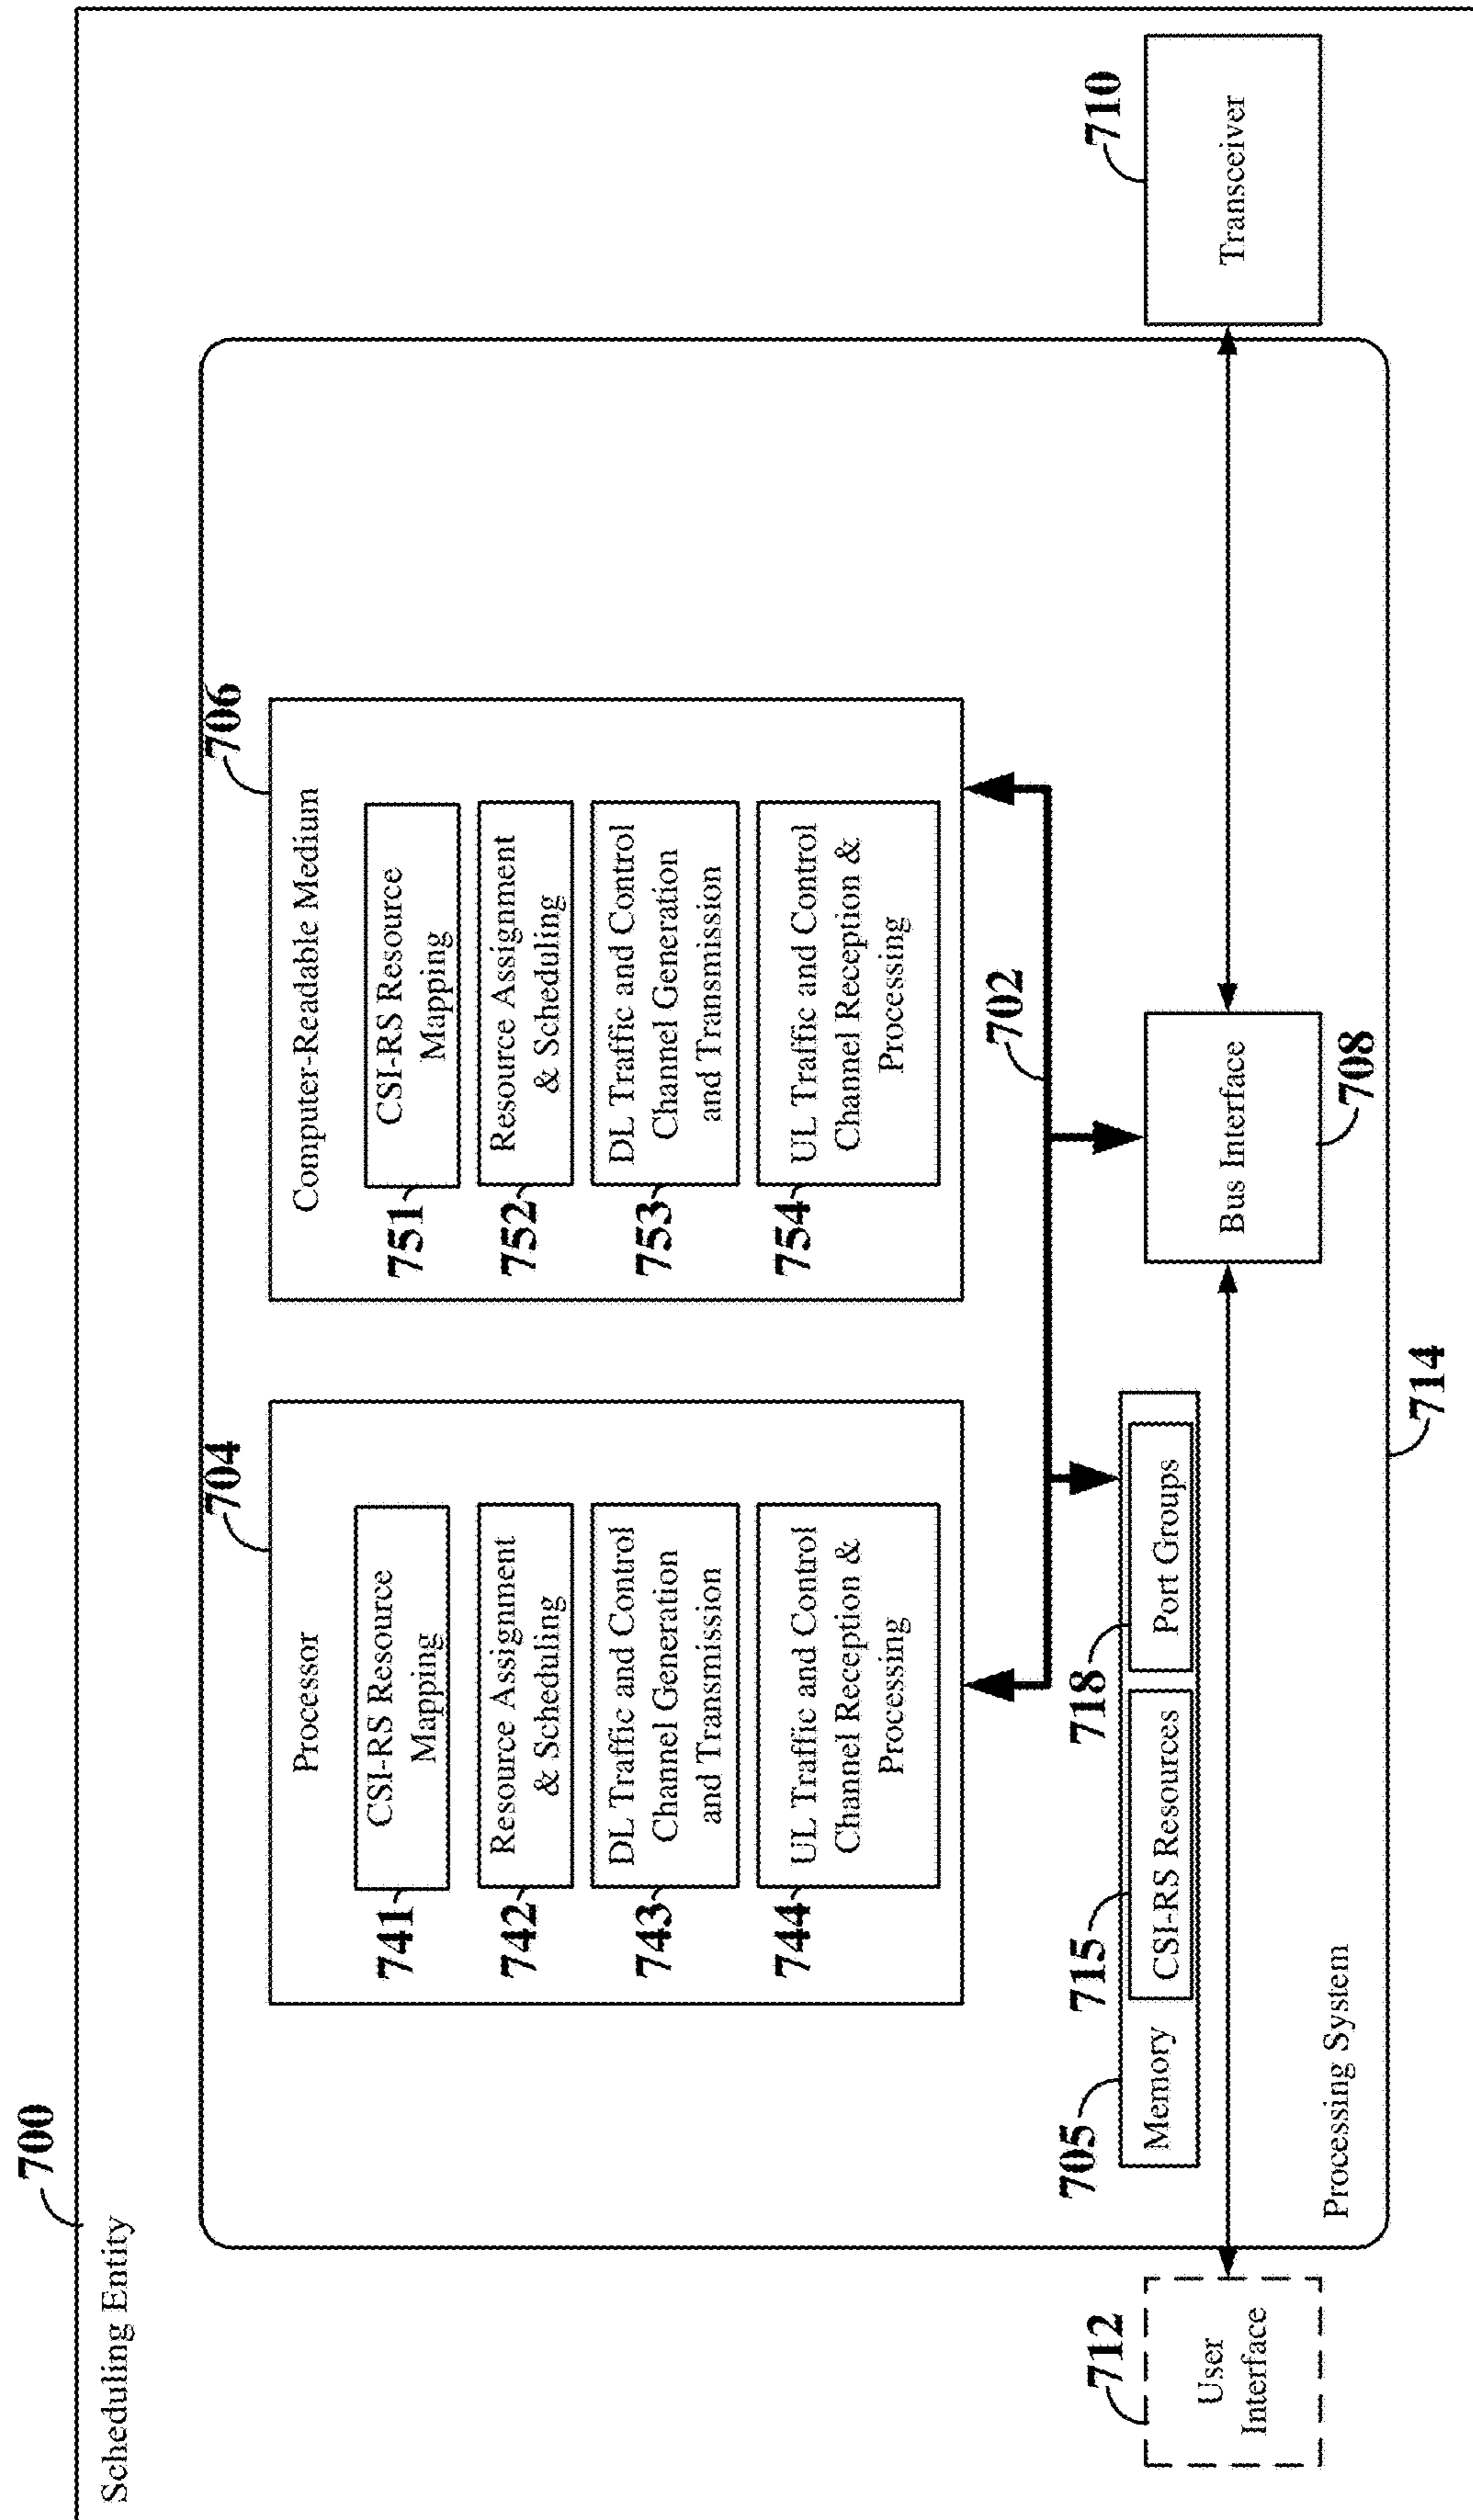 700
Scheduling Entity
704
Processor
741
CSI-RS Resource
Mapping
742
Resource Assignment
& Scheduling
743
DL Traffic and Control
Channel Generation
and Transmission
744
UL Traffic and Control
Channel Reception &
Processing
706
Computer-Readable Medium
751
CSI-RS Resource
Mapping
752
Resource Assignment
& Scheduling
753
DL Traffic and Control
Channel Generation
and Transmission
754
UL Traffic and Control
Channel Reception &
Processing
702
705
Memory
715
CSI-RS Resources
718
Port Groups
712
User
Interface
Bus Interface
708
710
Transceiver
Processing System
714